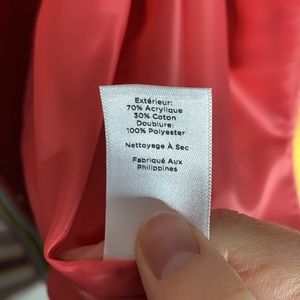 Extérieur:
70% Acrylique
30% Coton
Doublure:
100% Polyester
Nettoyage À Sec
Fabriqué Aux
Philippines